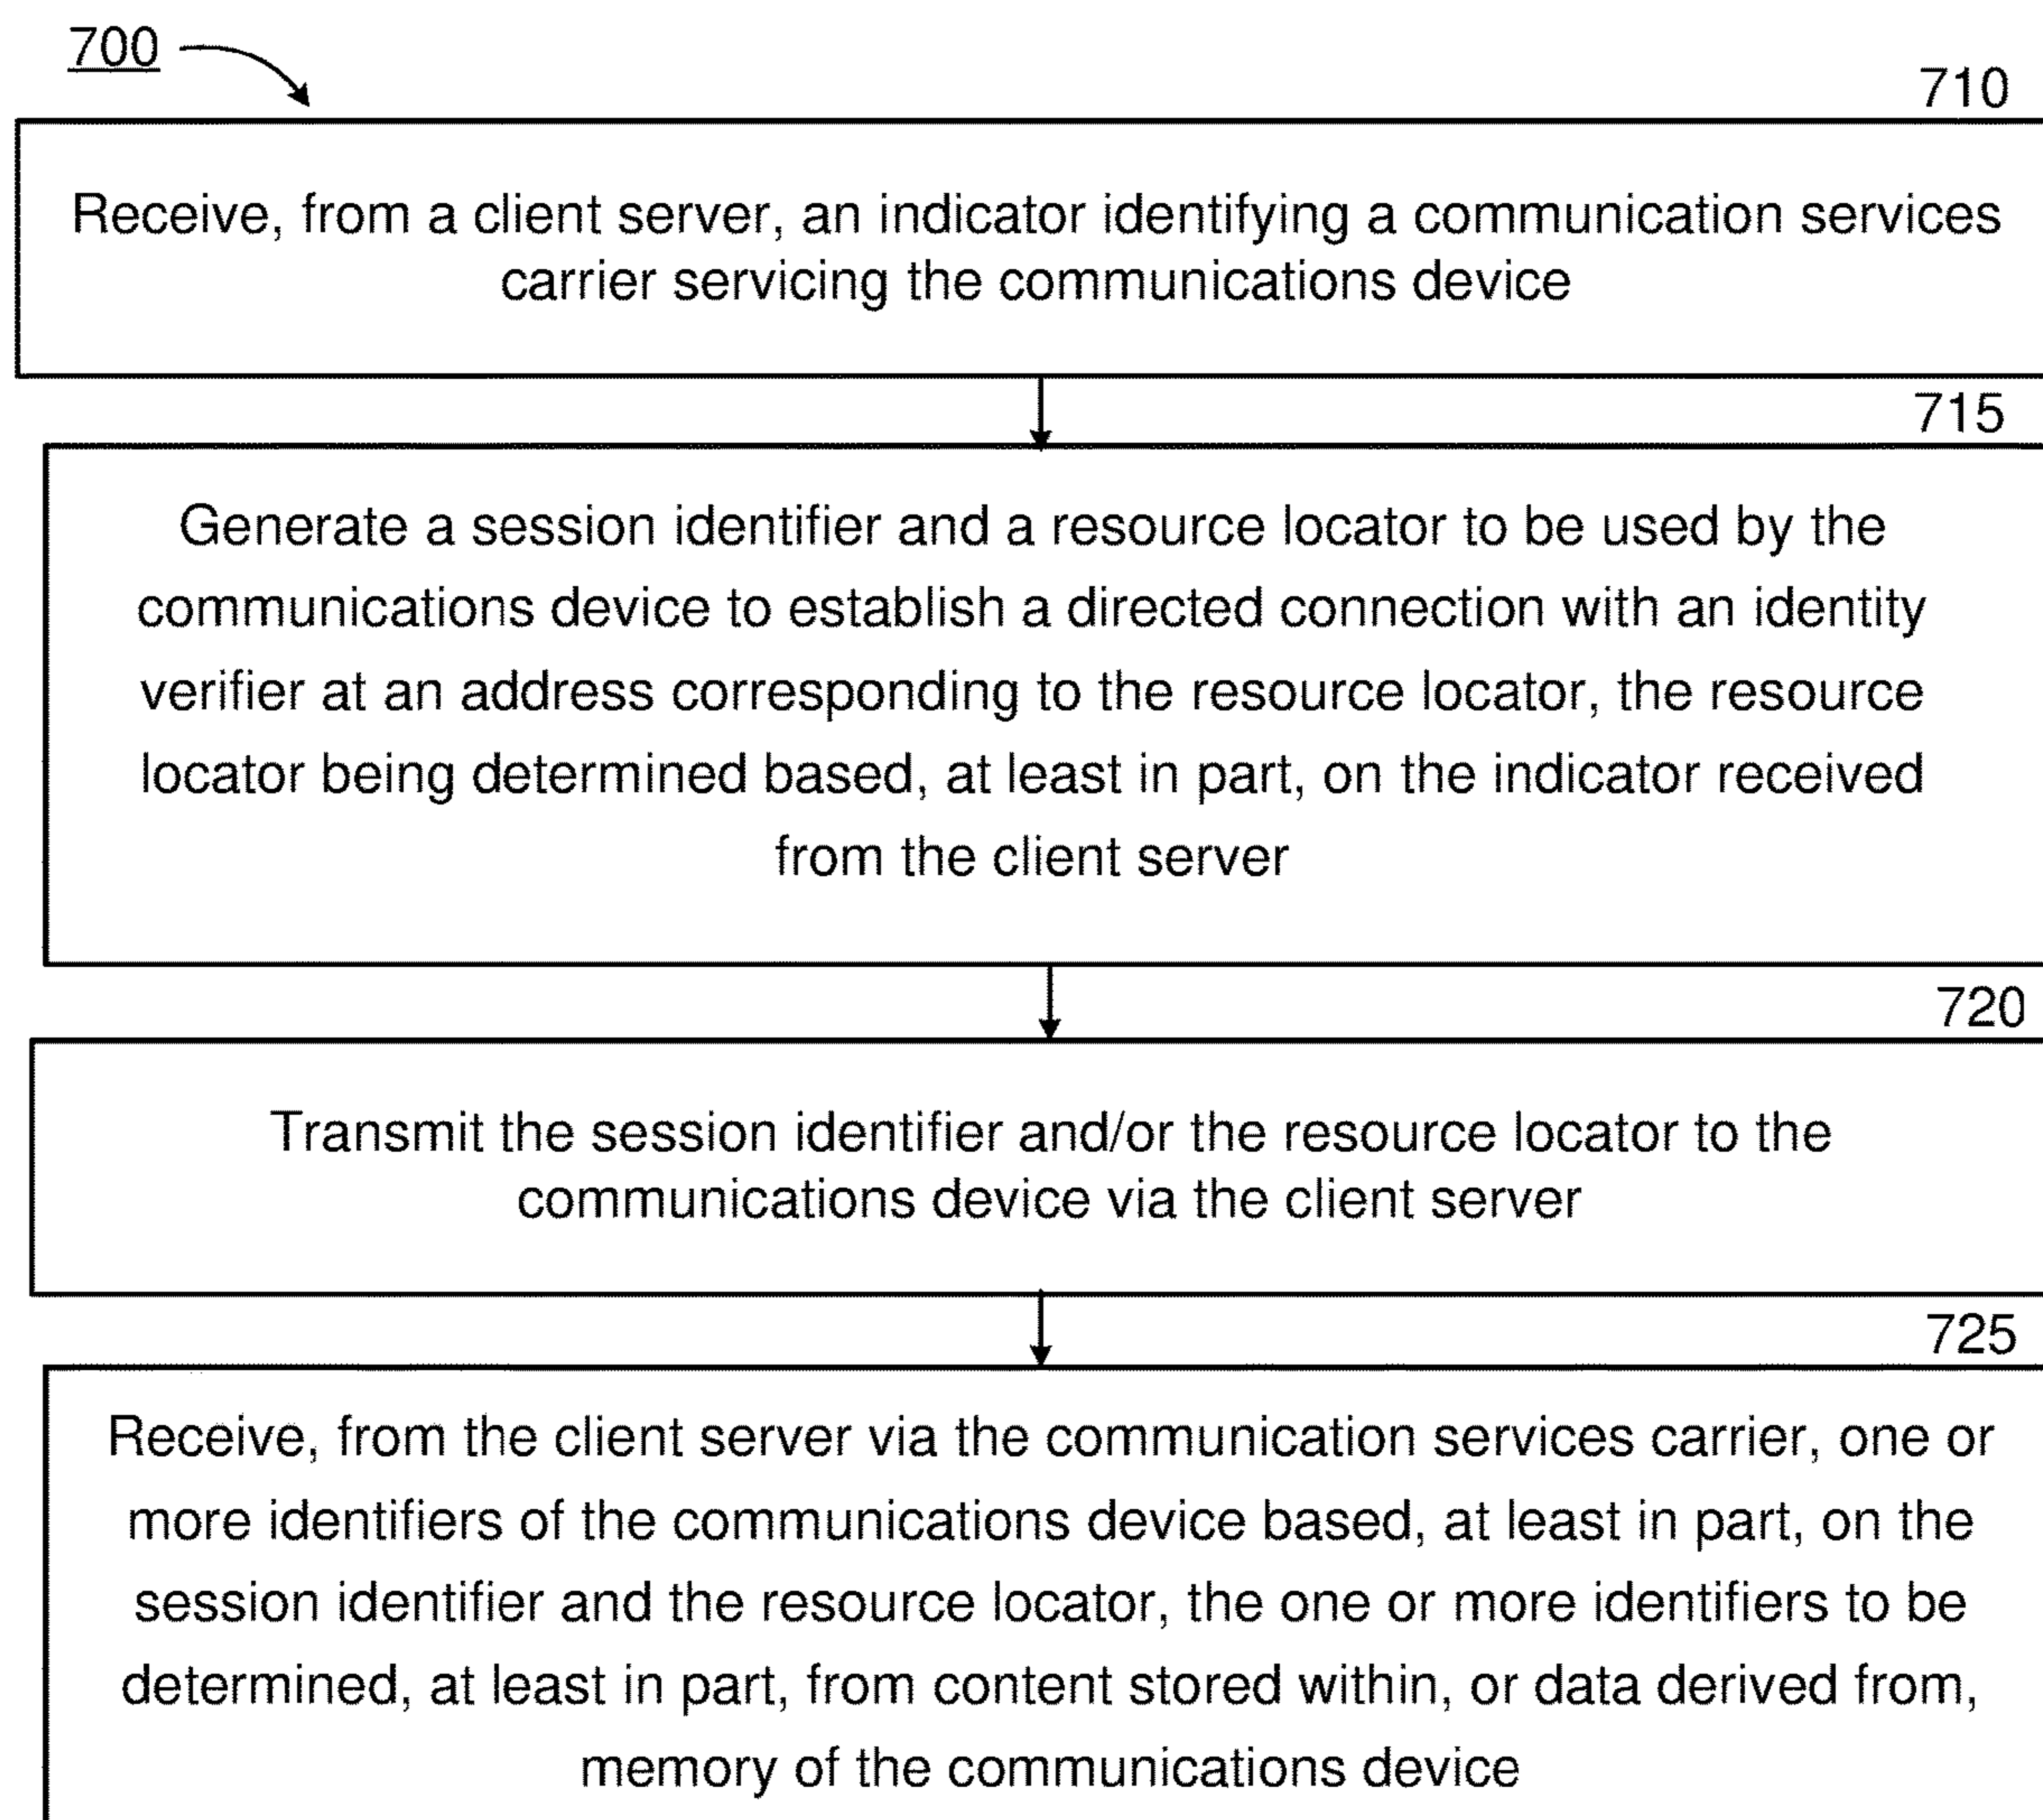 700
710
Receive, from a client server, an indicator identifying a communication services
carrier servicing the communications device
715
Generate a session identifier and a resource locator to be used by the
communications device to establish a directed connection with an identity
verifier at an address corresponding to the resource locator, the resource
locator being determined based, at least in part, on the indicator received
from the client server
720
Transmit the session identifier and/or the resource locator to the
communications device via the client server
725
Receive, from the client server via the communication services carrier, one or
more identifiers of the communications device based, at least in part, on the
session identifier and the resource locator, the one or more identifiers to be
determined, at least in part, from content stored within, or data derived from,
memory of the communications device